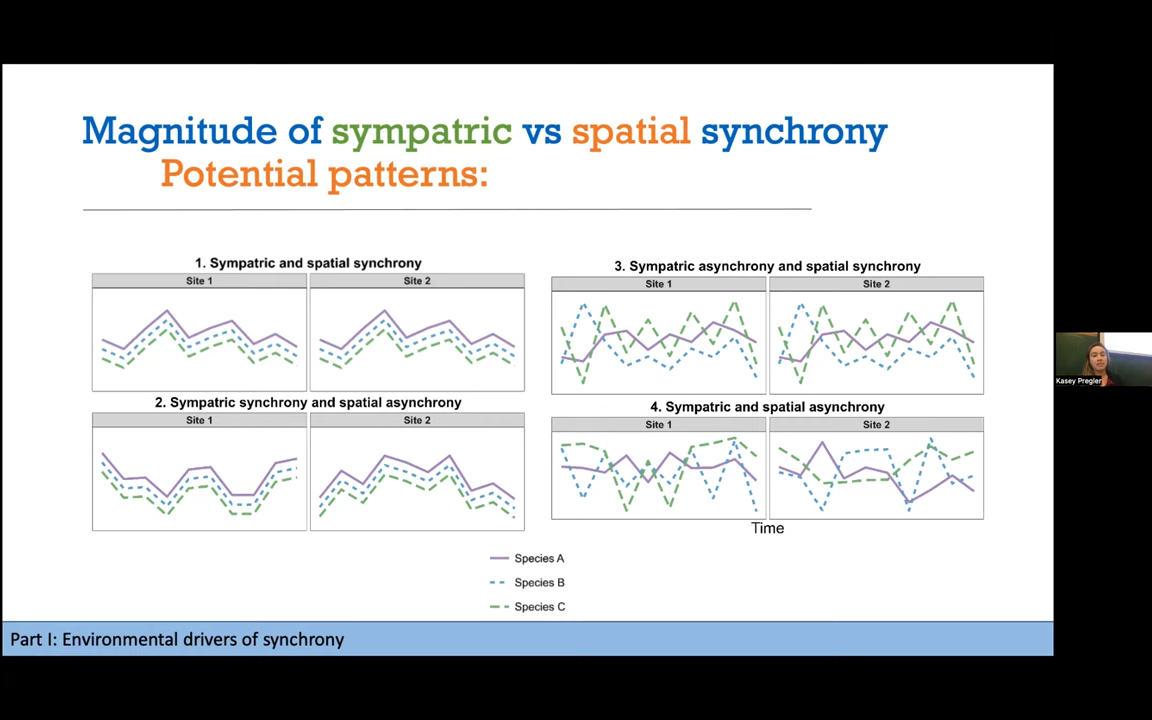 Magnitude of sympatric vs spatial synchrony
Potential patterns:
1. Sympatric and spatial synchrony
Site 1
Site 2
2. Sympatric synchrony and spatial asynchrony
Site 1
Site 2
3. Sympatric asynchrony and spatial synchrony
Site 1
Site 2
4. Sympatric and spatial asynchrony
Site 1
Site 2
Time
Species A
Species B
Species C
Part I: Environmental drivers of synchrony
Kasey Pregler